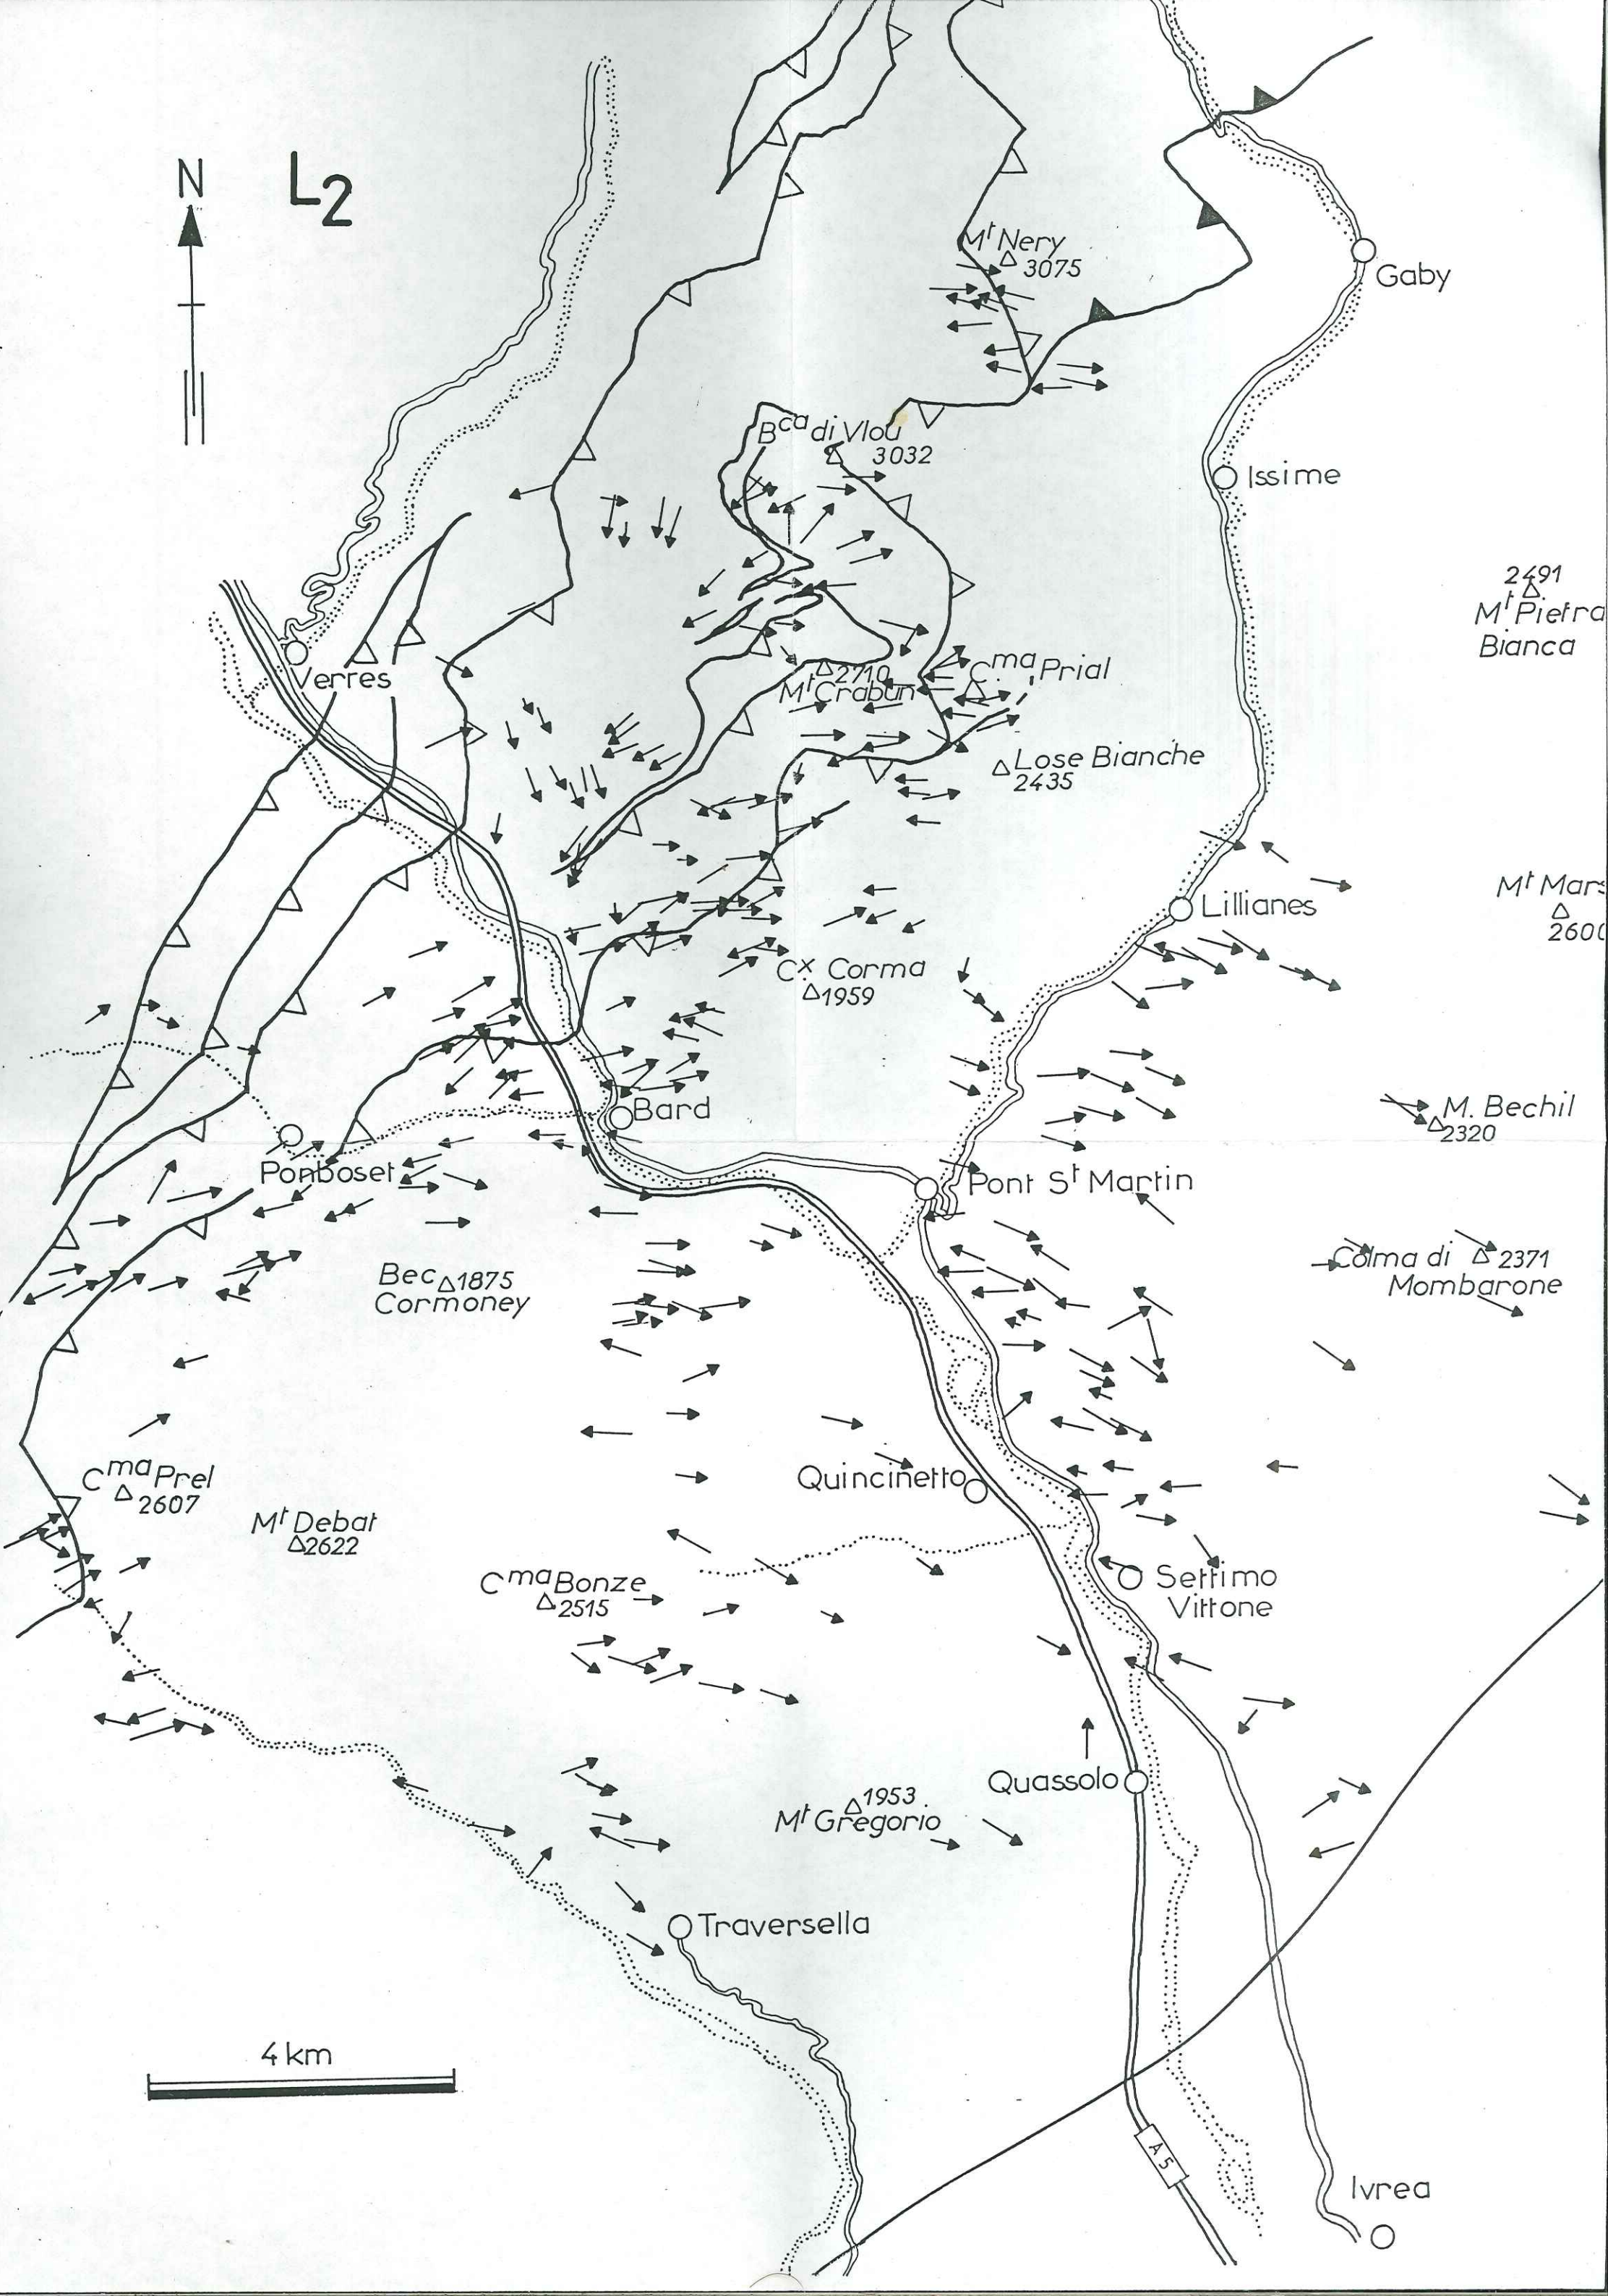 N
L2
Mt Nery
3075
Gaby
Bca di Vlou
3032
Issime
2491
Mt Pietra
Bianca
Verres
2710
Mt Crabun
Cma Prial
Lose Bianche
2435
Lillianes
Mt Mars
260
Cx Corma
1959
Bard
M. Bechil
2320
Ponboset
Pont St Martin
Colma di 2371
Mombarone
Bec 1875
Cormoney
Cma Prel
2607
Quincinetto
Mt Debat
2622
Cma Bonze
2515
Settimo
Vittone
Quassolo
1953
Mt Gregorio
Traversella
4 km
A5
Ivrea